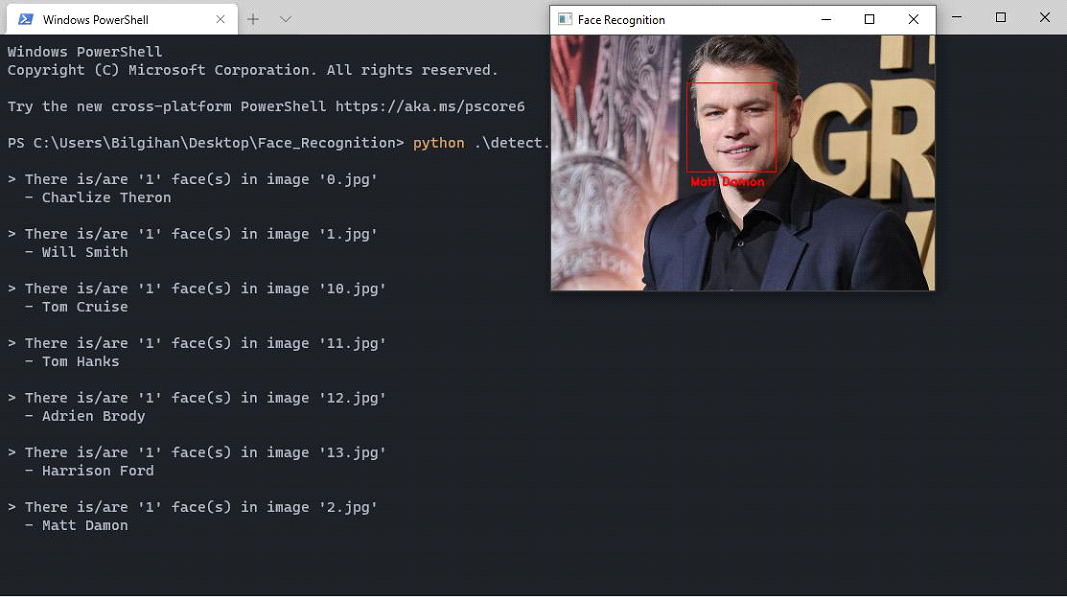 Windows PowerShell
Face Recognition
Windows PowerShell
Copyright (C) Microsoft Corporation. All rights reserved.
Try the new cross-platform PowerShell https://aka.ms/pscore6
PS C:\Users\Bilgihan\Desktop\Face_Recognition> python .\detect.
> There is/are '1' face(s) in image '0.jpg'
- Charlize Theron
> There is/are '1' face(s) in image '1.jpg'
- Will Smith
> There is/are '1' face(s) in image '10.jpg'
- Tom Cruise
> There is/are '1' face(s) in image '11.jpg'
- Tom Hanks
> There is/are '1' face(s) in image '12.jpg'
- Adrien Brody
> There is/are '1' face(s) in image '13.jpg'
- Harrison Ford
> There is/are '1' face(s) in image '2.jpg'
- Matt Damon
Matt Damon
GR